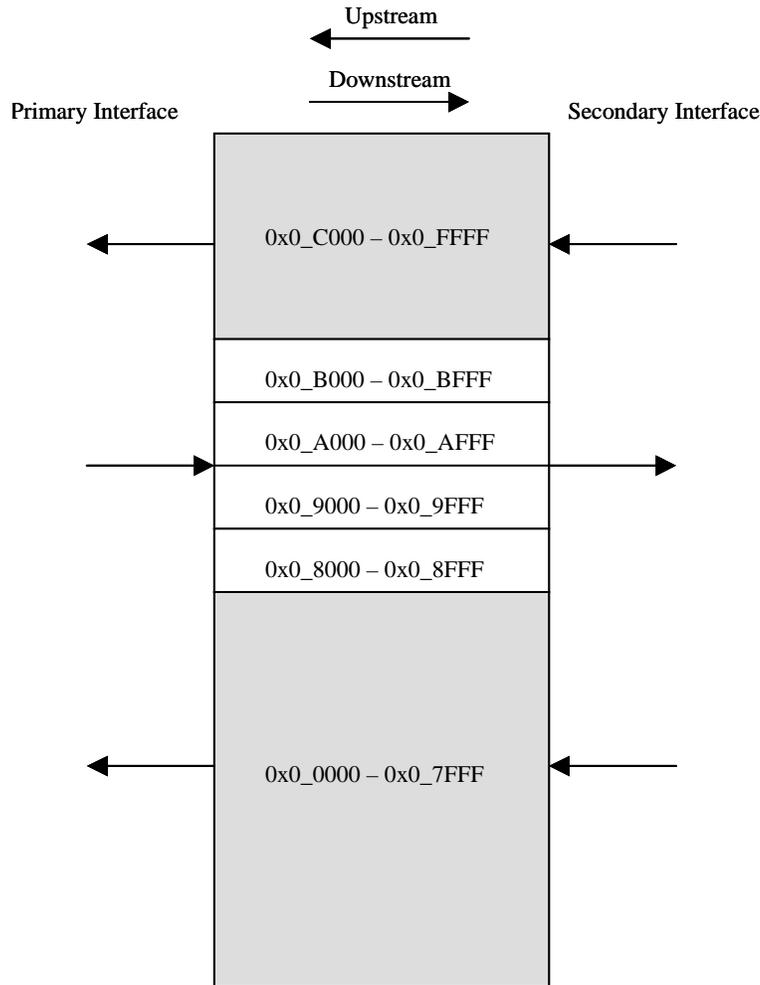 Upstream
Downstream
Primary Interface
Secondary Interface
0x0_C000 – 0x0_FFFF
0x0_B000 – 0x0_BFFF
0x0_A000 – 0x0_AFFF
0x0_9000 – 0x0_9FFF
0x0_8000 – 0x0_8FFF
0x0_0000 – 0x0_7FFF